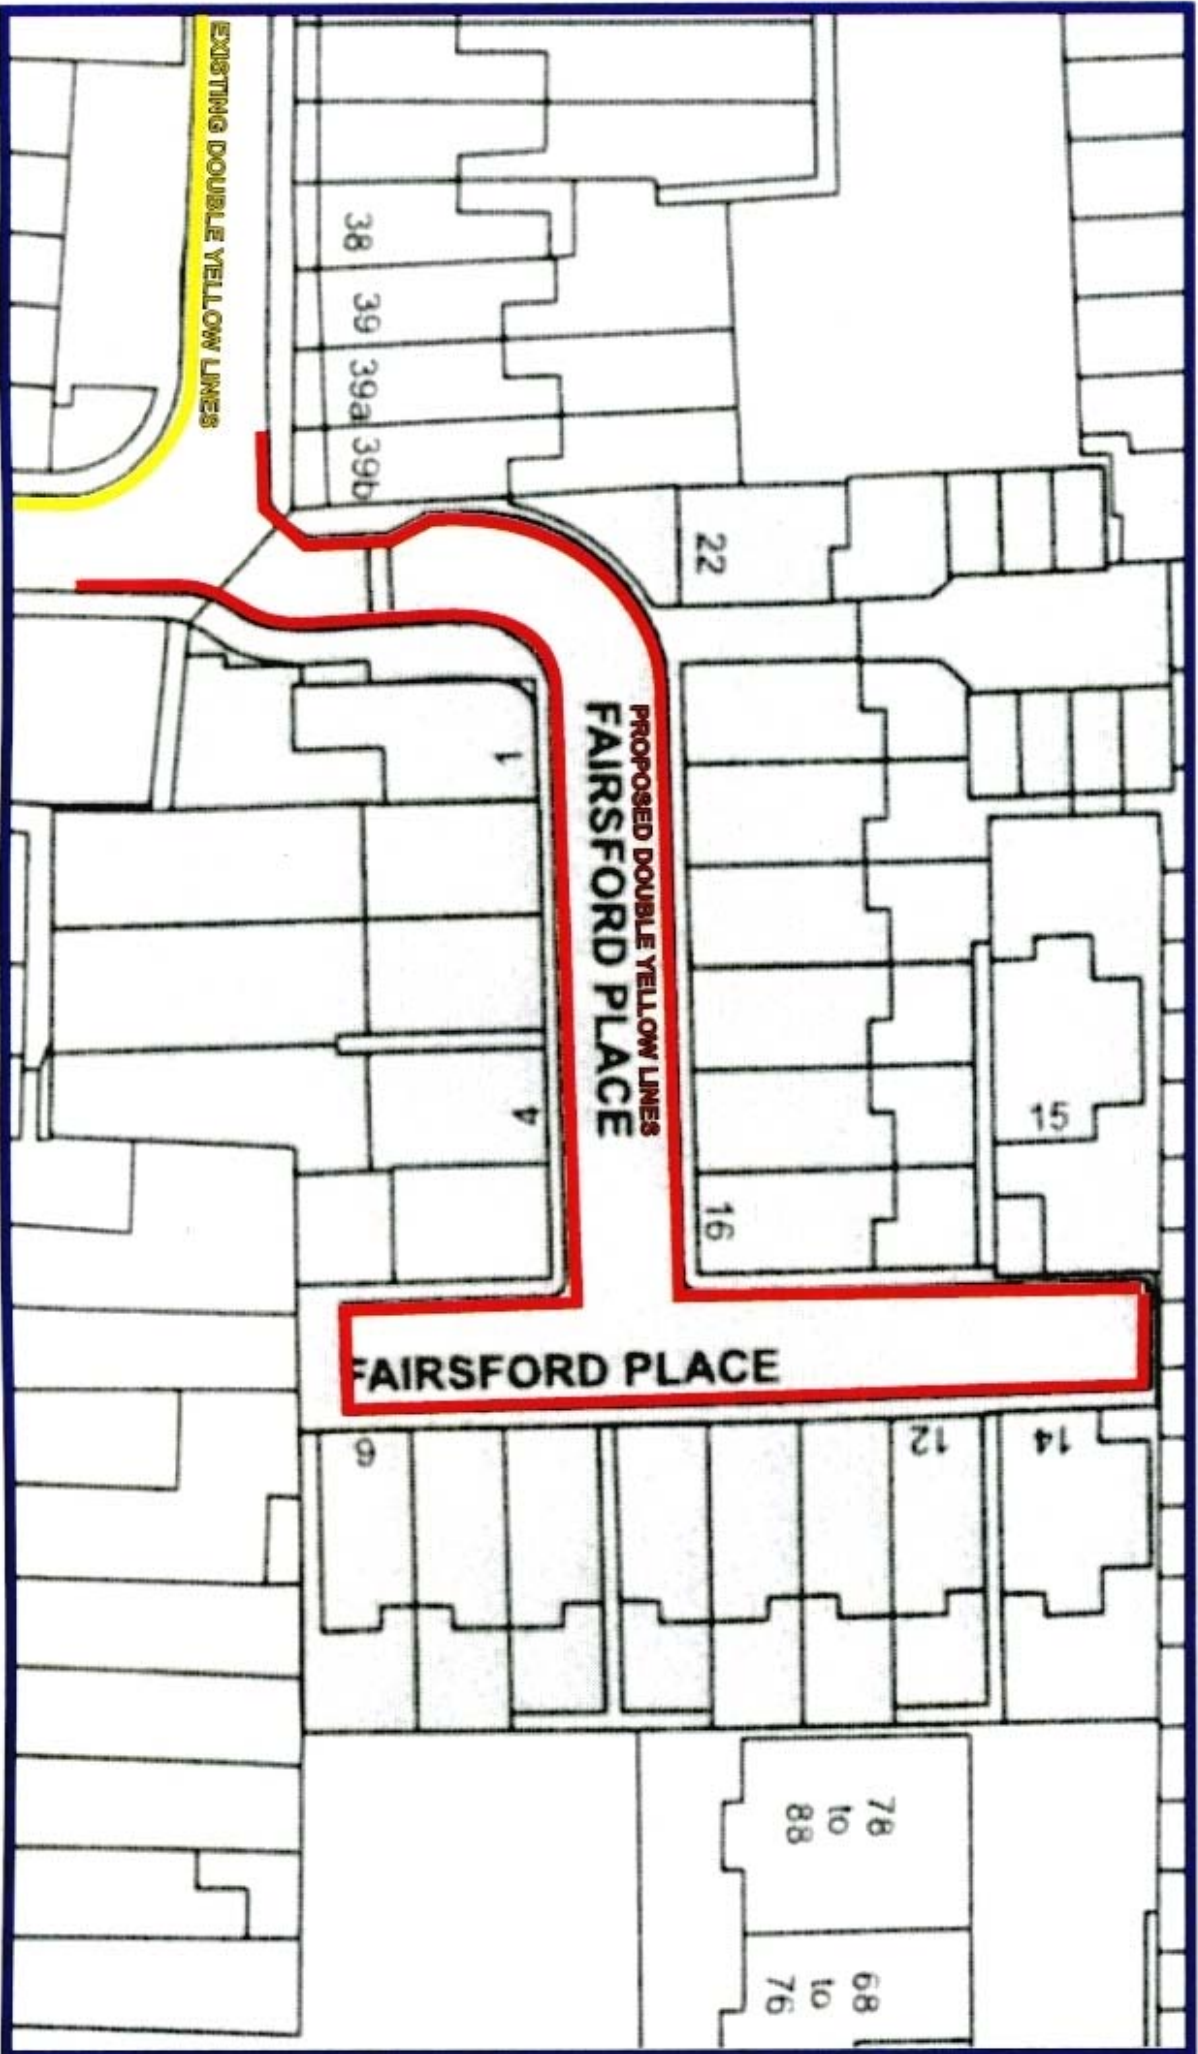 EXISTING DOUBLE YELLOW LINES
38
39
39a
39b
22
1
PROPOSED DOUBLE YELLOW LINES
FAIRSFORD PLACE
4
15
16
FAIRSFORD PLACE
6
12
14
78
to
88
68
to
76